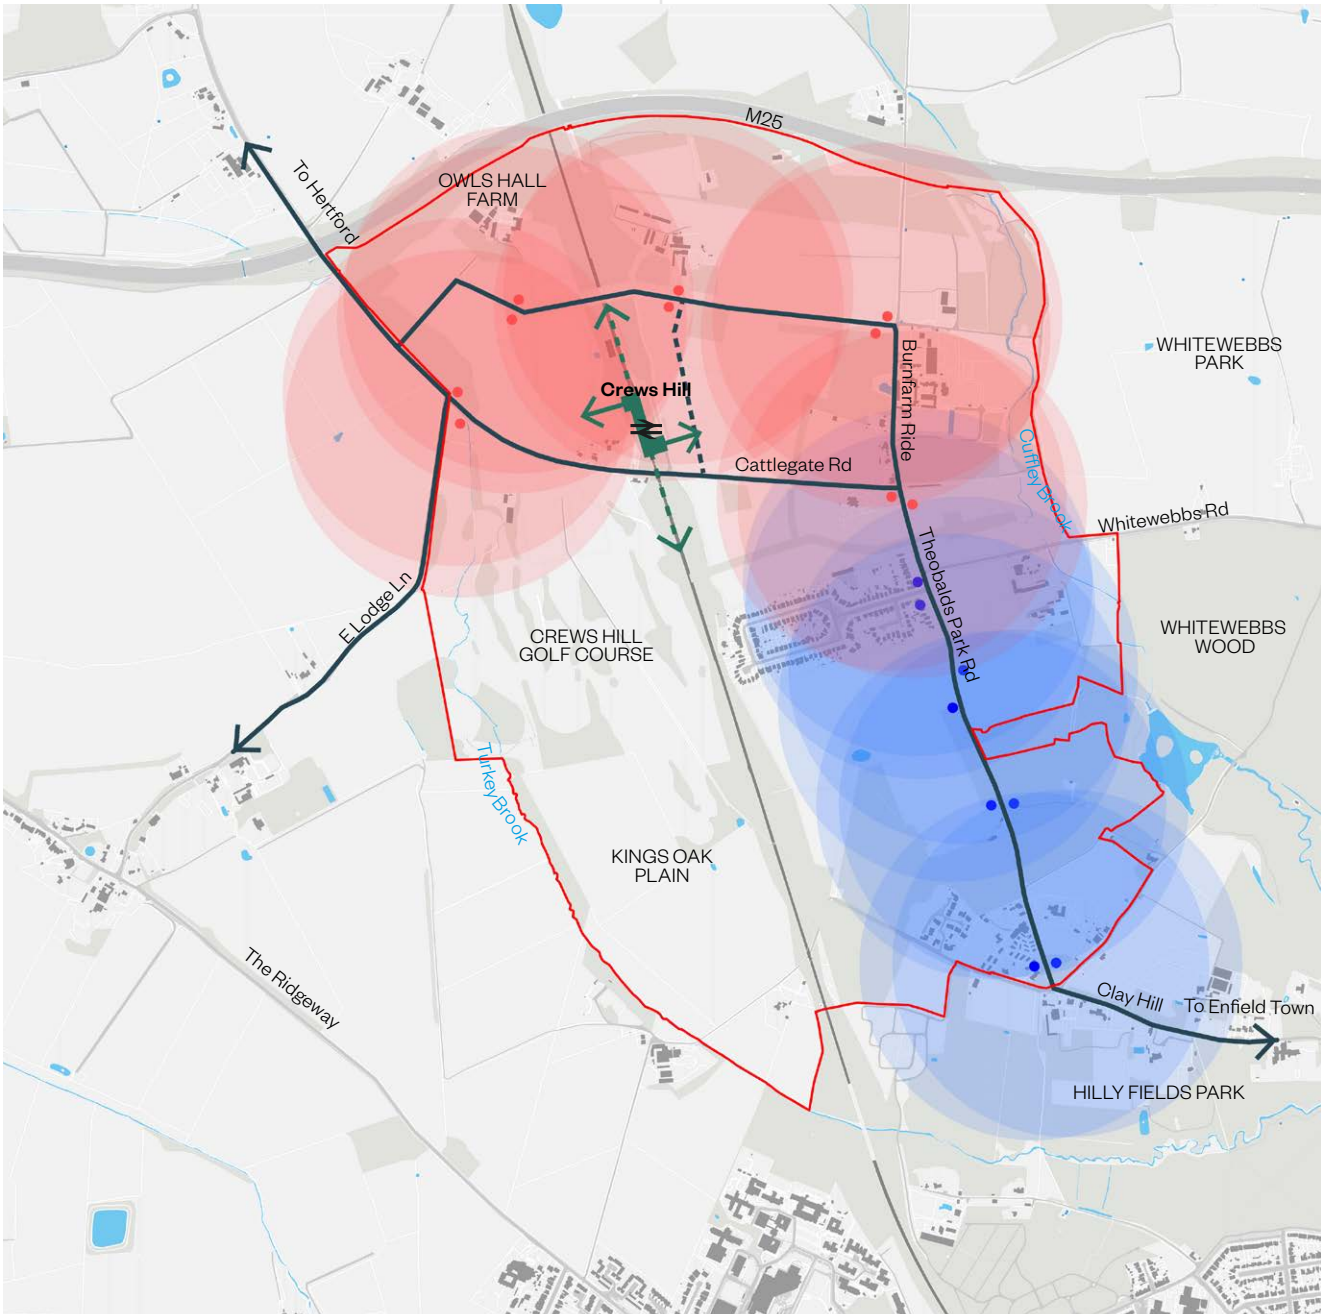 M25
To Hertford
OWLS HALL
FARM
WHITEWEBBS
PARK
Burnfarm Ride
Crews Hill
Cattlegate Rd
Cuffley Brook
Whitewebbs Rd
Theobalds Park Rd
E Lodge Ln
CREWS HILL
GOLF COURSE
WHITEWEBBS
WOOD
Turkey Brook
KINGS OAK
PLAIN
The Ridgeway
Clay Hill
To Enfield Town
HILLY FIELDS PARK